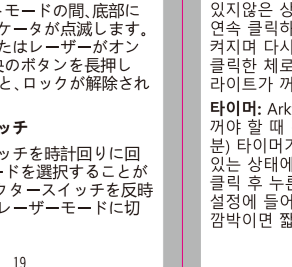 ートモードの間、底部に
ケータが点滅します。
たはレーザーがオン
央のボタンを長押し
と、ロックが解除され
ッチ
ッチを時計回りに回
ードを選択することが
フタースイッチを反時
レーザーモードに切
19
있지않은 상
연속 클릭하
켜지며 다시
클릭한 체로
라이트가 꺼
타이머: Ark
꺼야 할 때
분) 타이머가
있는 상태에
클릭 후 누른
설정에 들어
깜박이면 짧